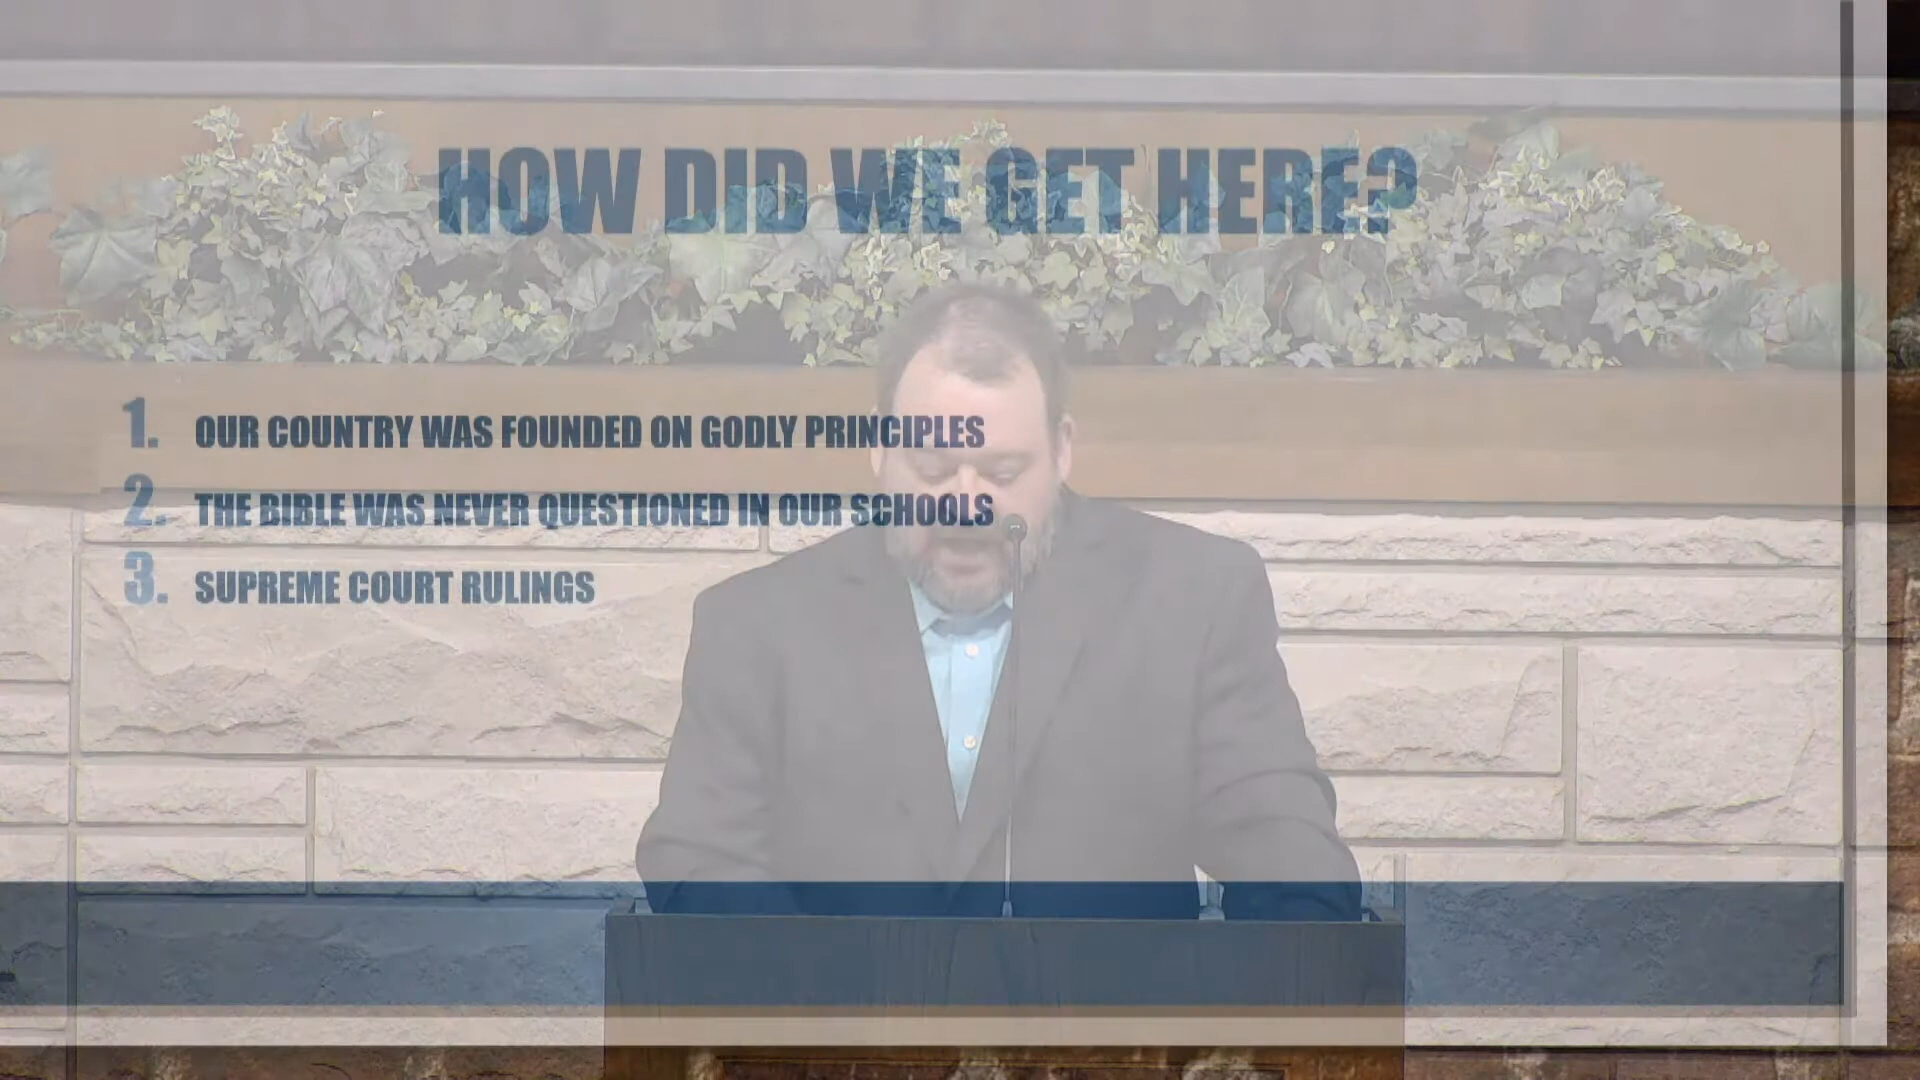 HOW DID WE GET HERE?
1. OUR COUNTRY WAS FOUNDED ON GODLY PRINCIPLES
2. THE BIBLE WAS NEVER QUESTIONED IN OUR SCHOOLS
3. SUPREME COURT RULINGS